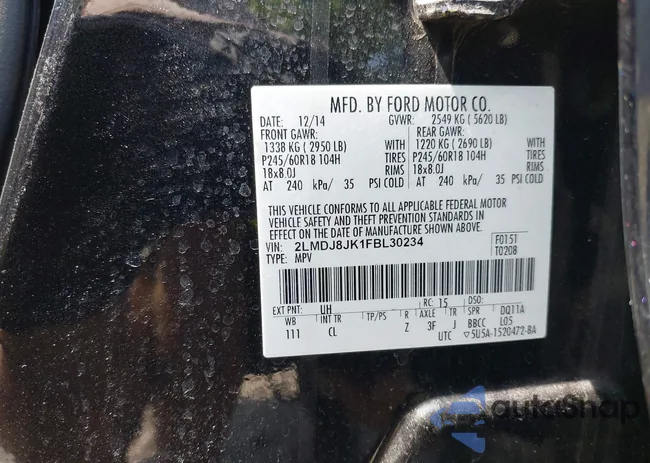 MFD. BY FORD MOTOR CO.
DATE: 12/14 GVWR: 2549 KG ( 5620 LB)
FRONT GAWR: REAR GAWR:
1338 KG ( 2950 LB) WITH 1220 KG ( 2690 LB) WITH
P245/60R18 104H TIRES P245/60R18 104H TIRES
18x8.0J RIMS 18x8.0J RIMS
AT 240 kPa/ 35 PSI COLD AT 240 kPa/ 35 PSI COLD
THIS VEHICLE CONFORMS TO ALL APPLICABLE FEDERAL MOTOR
VEHICLE SAFETY AND THEFT PREVENTION STANDARDS IN
EFFECT ON THE DATE OF MANUFACTURE SHOWN ABOVE.
VIN: 2LMDJ8JK1FBL30234 F0151
TYPE: MPV T0208
EXT PNT: UH RC: 15 DSO:
WB INT TR TP/PS R AXLE TR SPR DQ11A
111 CL Z 3F J BBCC L05
UTC ▽5U5A-1520472-BA
autoshap